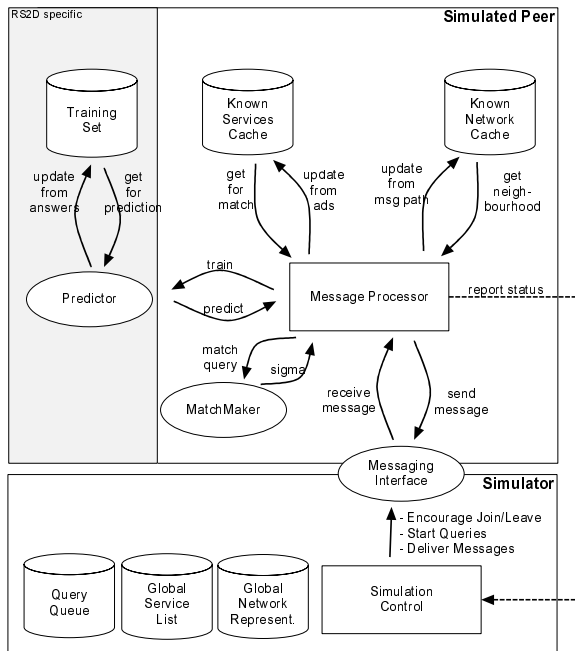 RS2D specific
Simulated Peer
Training
Set
Known
Services
Cache
Known
Network
Cache
update
from
answers
get
for
prediction
get
for
match
update
from
ads
update
from
msg path
get
neigh-
bourhood
train
predict
Predictor
Message Processor
report status
match
query
sigma
MatchMaker
receive
message
send
message
Messaging
Interface
Simulator
- Encourage Join/Leave
- Start Queries
- Deliver Messages
Query
Queue
Global
Service
List
Global
Network
Represent.
Simulation
Control